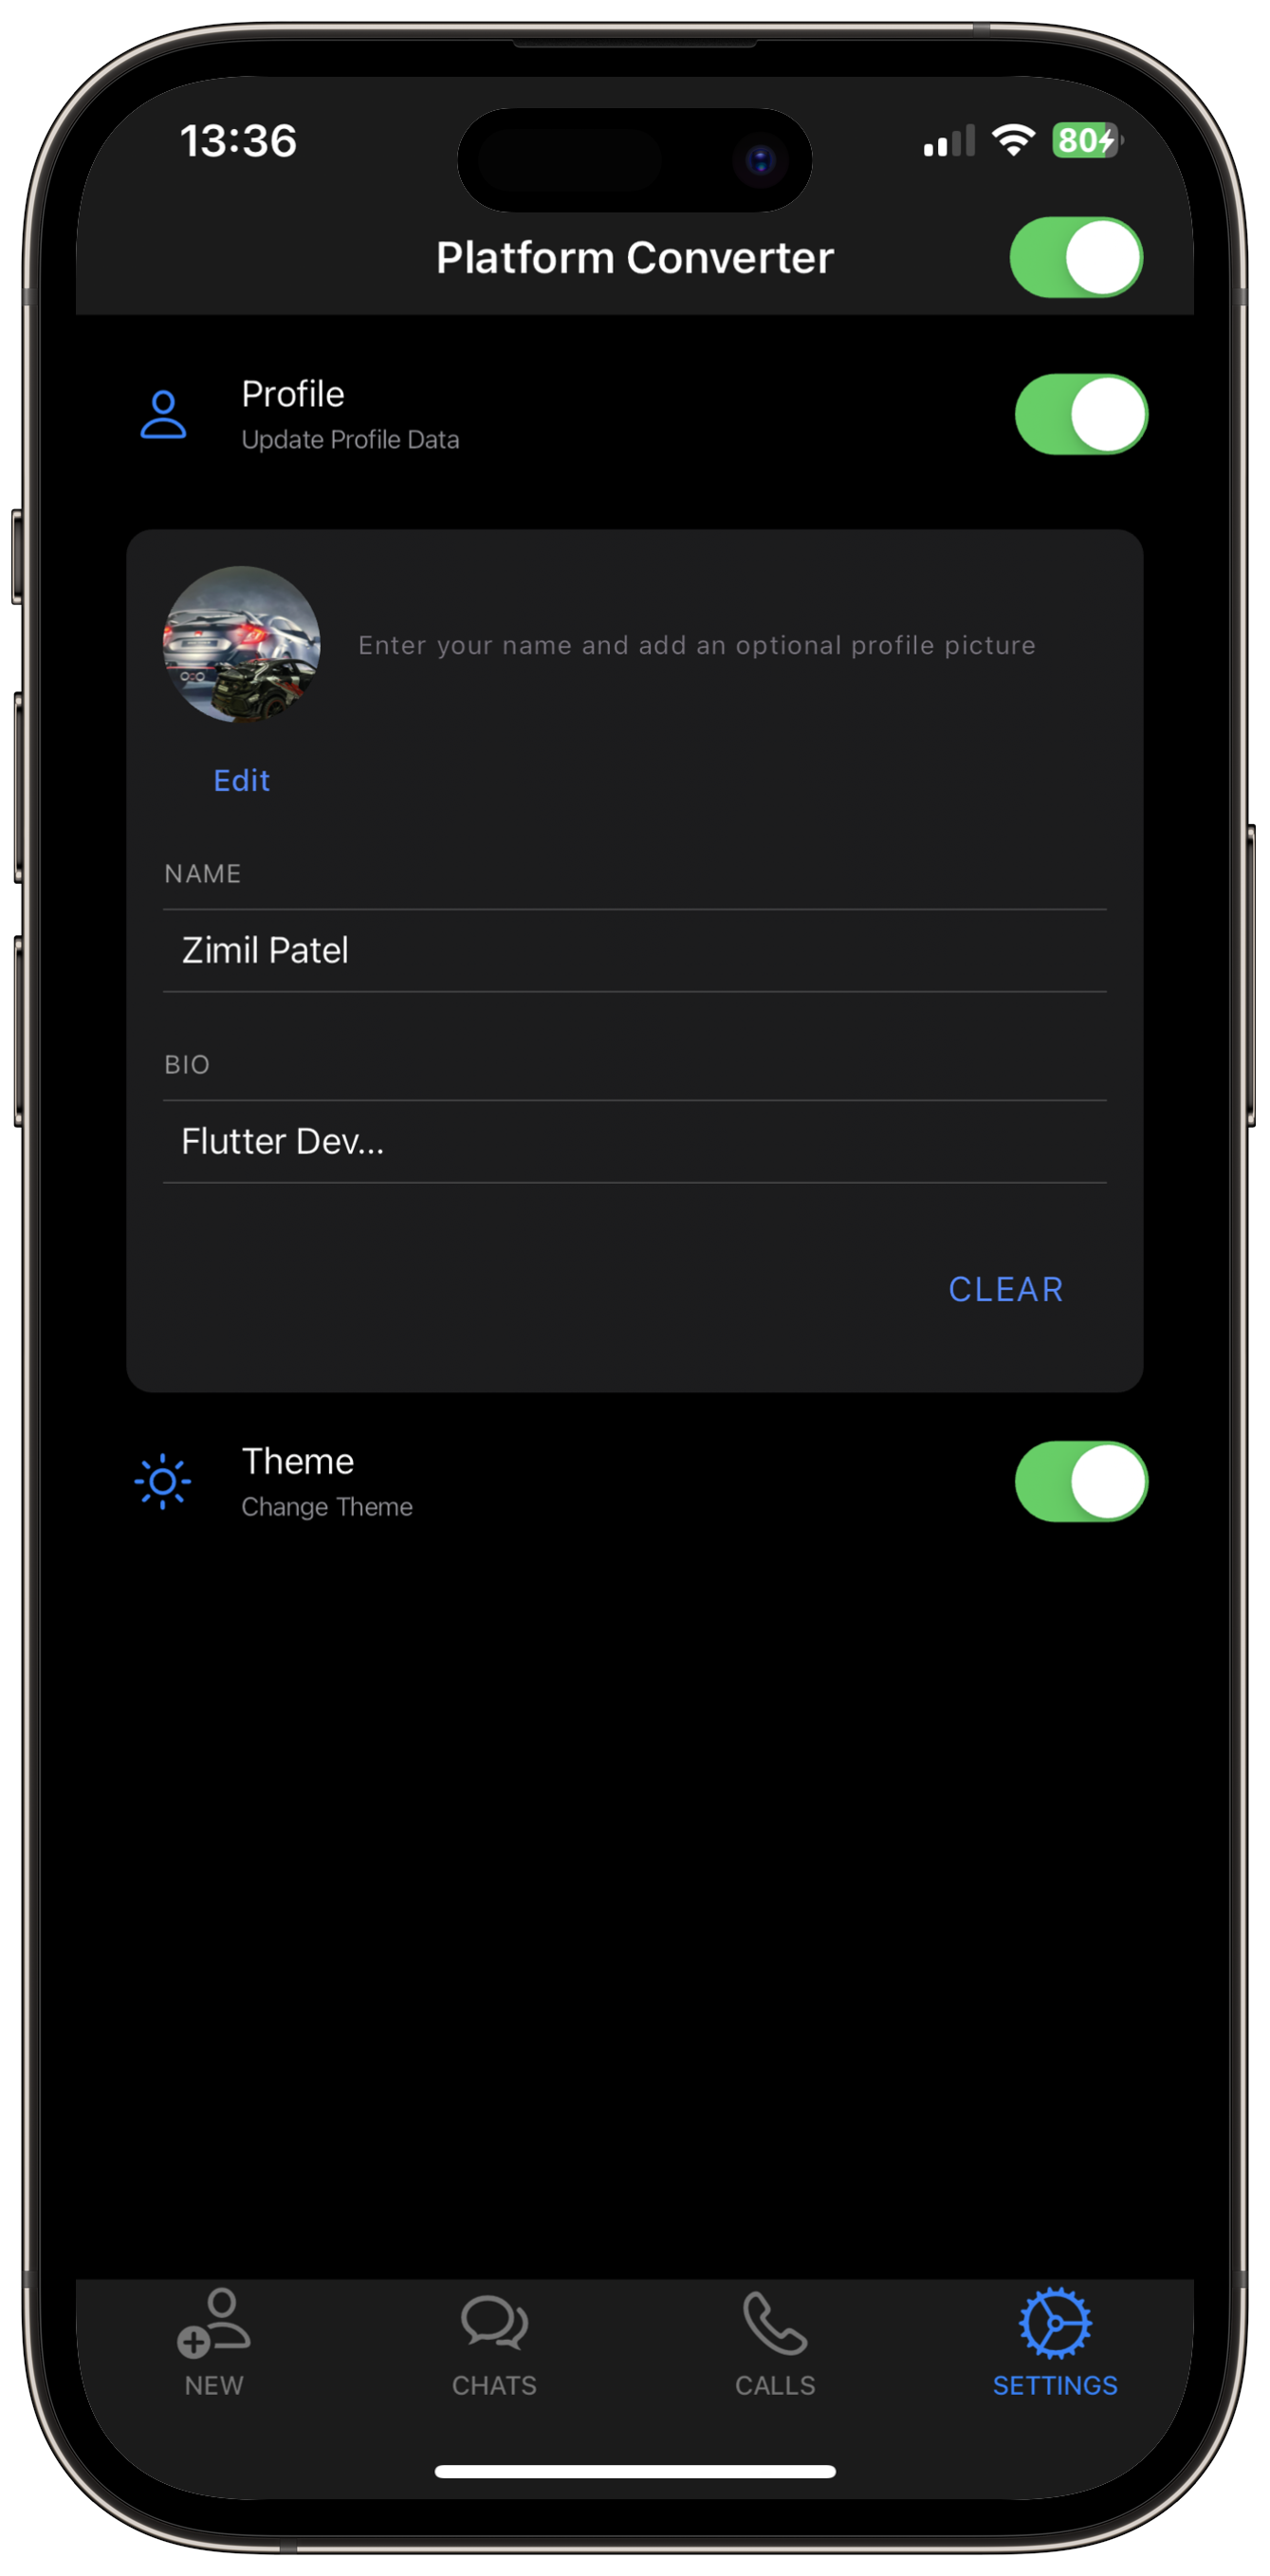 13:36
80
Platform Converter
Profile
Update Profile Data
Enter your name and add an optional profile picture
Edit
NAME
Zimil Patel
BIO
Flutter Dev...
CLEAR
Theme
Change Theme
NEW
CHATS
CALLS
SETTINGS